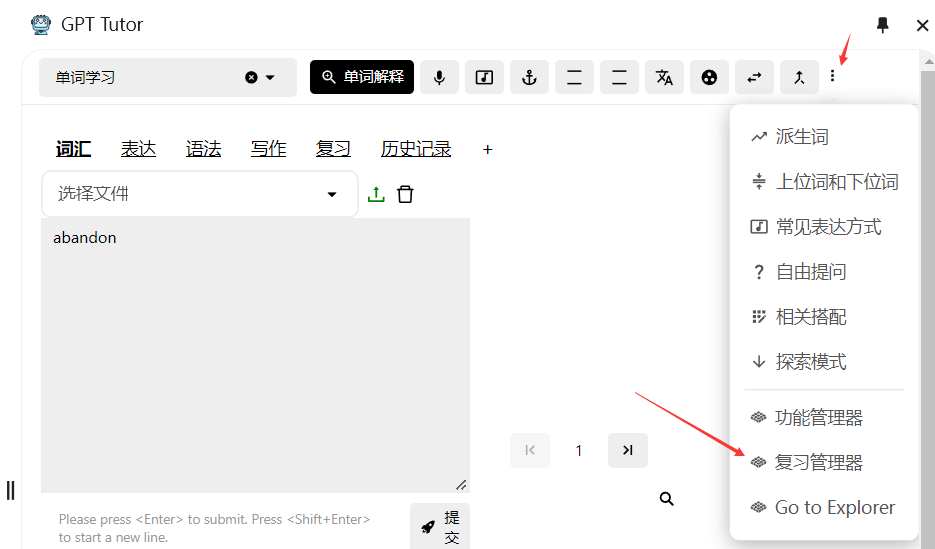 GPT Tutor
单词学习
单词解释
词汇 表达 语法 写作 复习 历史记录 +
选择文件
abandon
派生词
上位词和下位词
常见表达方式
自由提问
相关搭配
探索模式
功能管理器
1
复习管理器
Go to Explorer
Please press <Enter> to submit. Press <Shift+Enter>
to start a new line.
提
交